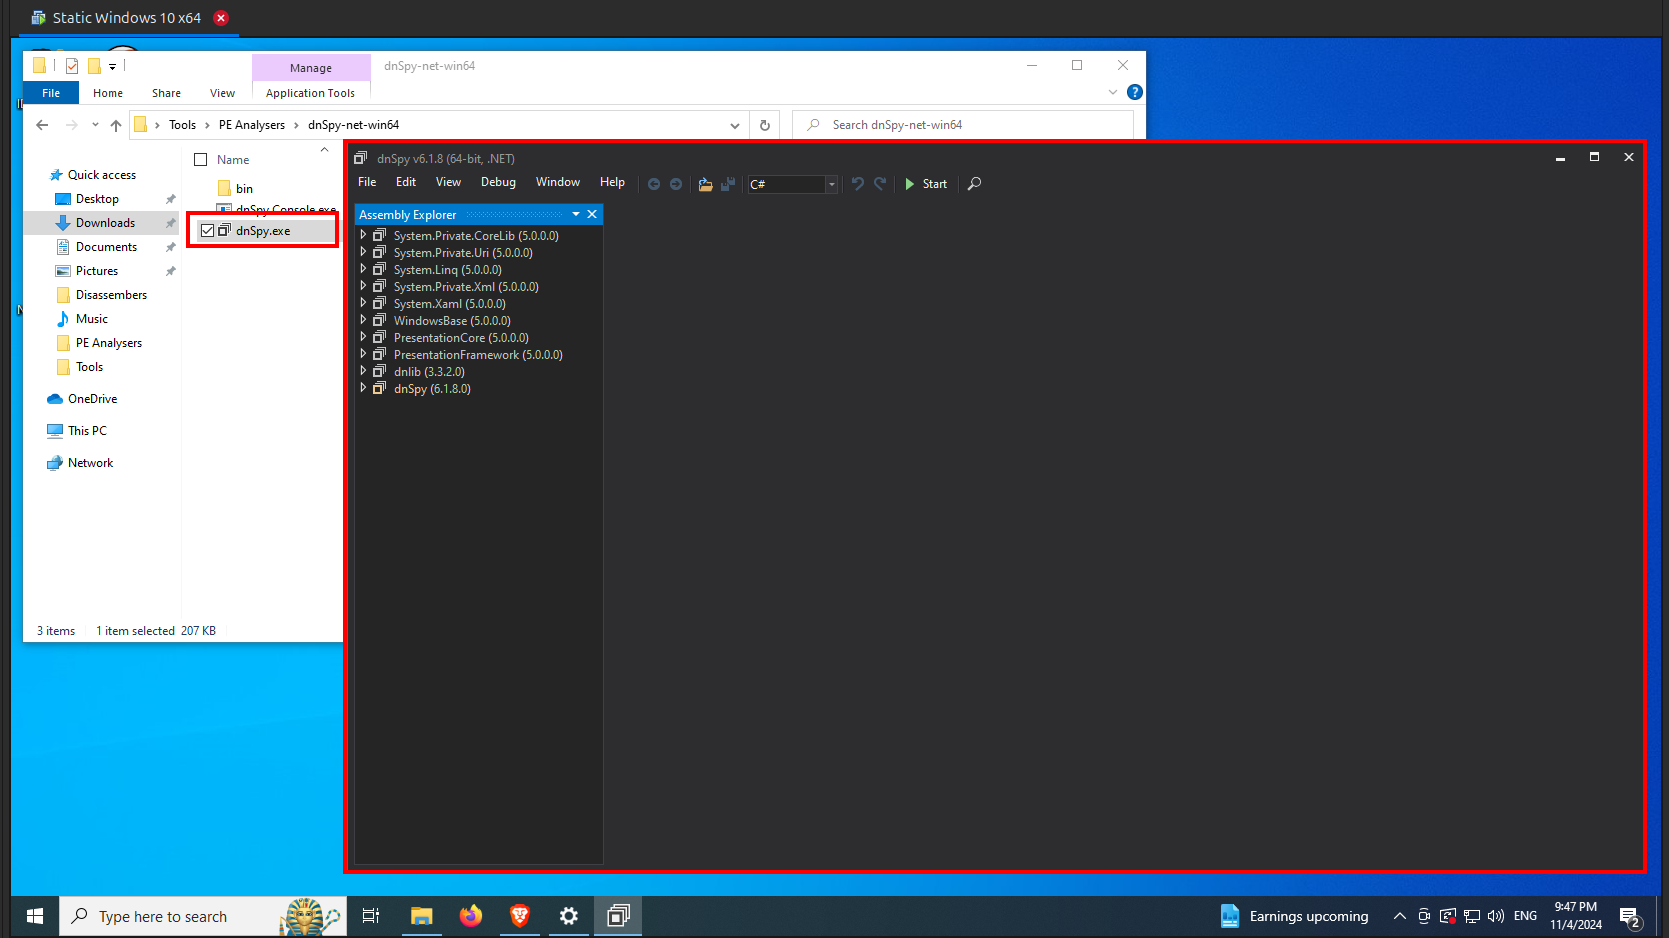 Static Windows 10 x64
Manage
dnSpy-net-win64
File
Home
Share
View
Application Tools
Tools
PE Analysers
dnSpy-net-win64
Search dnSpy-net-win64
Name
Quick access
Desktop
Downloads
Documents
Pictures
Disassembers
Music
PE Analysers
Tools
OneDrive
This PC
Network
bin
dnSpy.Console.exe
dnSpy.exe
3 items
1 item selected 207 KB
dnSpy v6.1.8 (64-bit, .NET)
File
Edit
View
Debug
Window
Help
C#
Start
Assembly Explorer
System.Private.CoreLib (5.0.0.0)
System.Private.Uri (5.0.0.0)
System.Linq (5.0.0.0)
System.Private.Xml (5.0.0.0)
System.Xaml (5.0.0.0)
WindowsBase (5.0.0.0)
PresentationCore (5.0.0.0)
PresentationFramework (5.0.0.0)
dnlib (3.3.2.0)
dnSpy (6.1.8.0)
Type here to search
Earnings upcoming
ENG
9:47 PM
11/4/2024
2